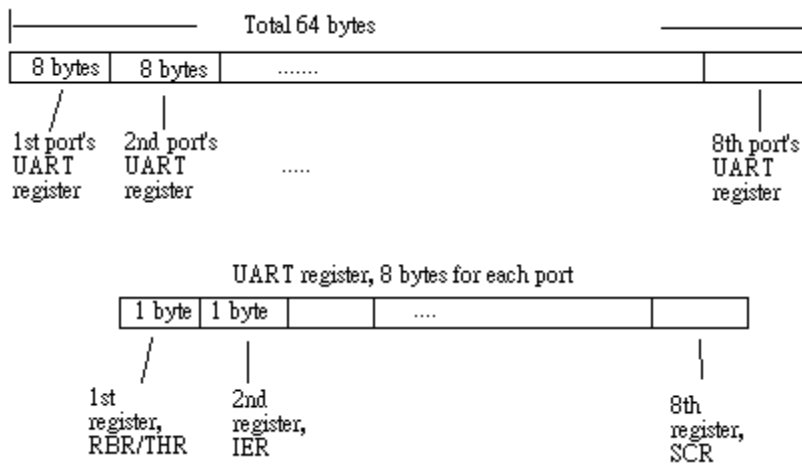 Total 64 bytes
8 bytes 8 bytes .......
1st port's
UART
register
2nd port's
UART
register
.....
8th port's
UART
register
UART register, 8 bytes for each port
1 byte 1 byte ....
1st
register,
RBR/THR
2nd
register,
IER
8th
register,
SCR